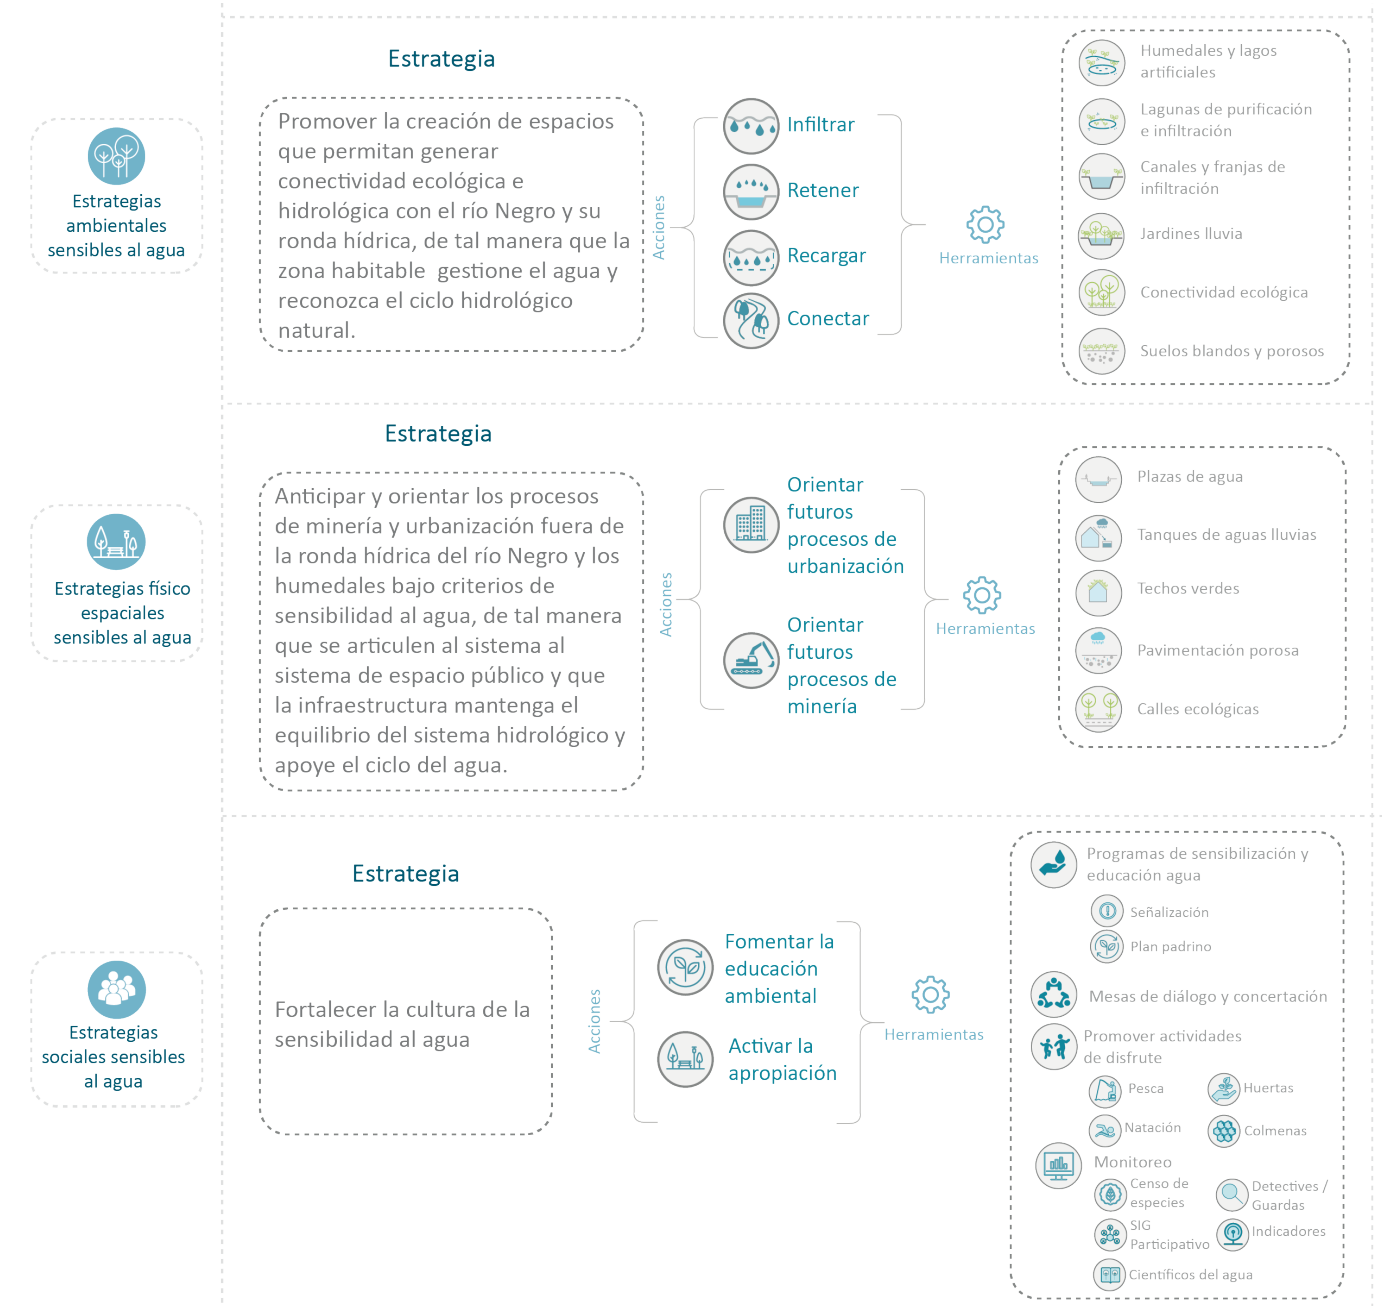 Estrategias
ambientales
sensibles al agua
Estrategia
Promover la creación de espacios
que permitan generar
conectividad ecológica e
hidrológica con el río Negro y su
ronda hídrica, de tal manera que la
zona habitable gestione el agua y
reconozca el ciclo hidrológico
natural.
Acciones
Infiltrar
Retener
Recargar
Conectar
Herramientas
Humedales y lagos
artificiales
Lagunas de purificación
e infiltración
Canales y franjas de
infiltración
Jardines lluvia
Conectividad ecológica
Suelos blandos y porosos
Estrategias físico
espaciales
sensibles al agua
Estrategia
Anticipar y orientar los procesos
de minería y urbanización fuera de
la ronda hídrica del río Negro y los
humedales bajo criterios de
sensibilidad al agua, de tal manera
que se articulen al sistema al
sistema de espacio público y que
la infraestructura mantenga el
equilibrio del sistema hidrológico y
apoye el ciclo del agua.
Acciones
Orientar
futuros
procesos de
urbanización
Orientar
futuros
procesos de
minería
Herramientas
Plazas de agua
Tanques de aguas lluvias
Techos verdes
Pavimentación porosa
Calles ecológicas
Estrategias
sociales sensibles
al agua
Estrategia
Fortalecer la cultura de la
sensibilidad al agua
Acciones
Fomentar la
educación
ambiental
Activar la
apropiación
Herramientas
Programas de sensibilización y
educación agua
Señalización
Plan padrino
Mesas de diálogo y concertación
Promover actividades
de disfrute
Pesca
Huertas
Natación
Colmenas
Monitoreo
Censo de
especies
Detectives /
Guardas
SIG
Participativo
Indicadores
Científicos del agua